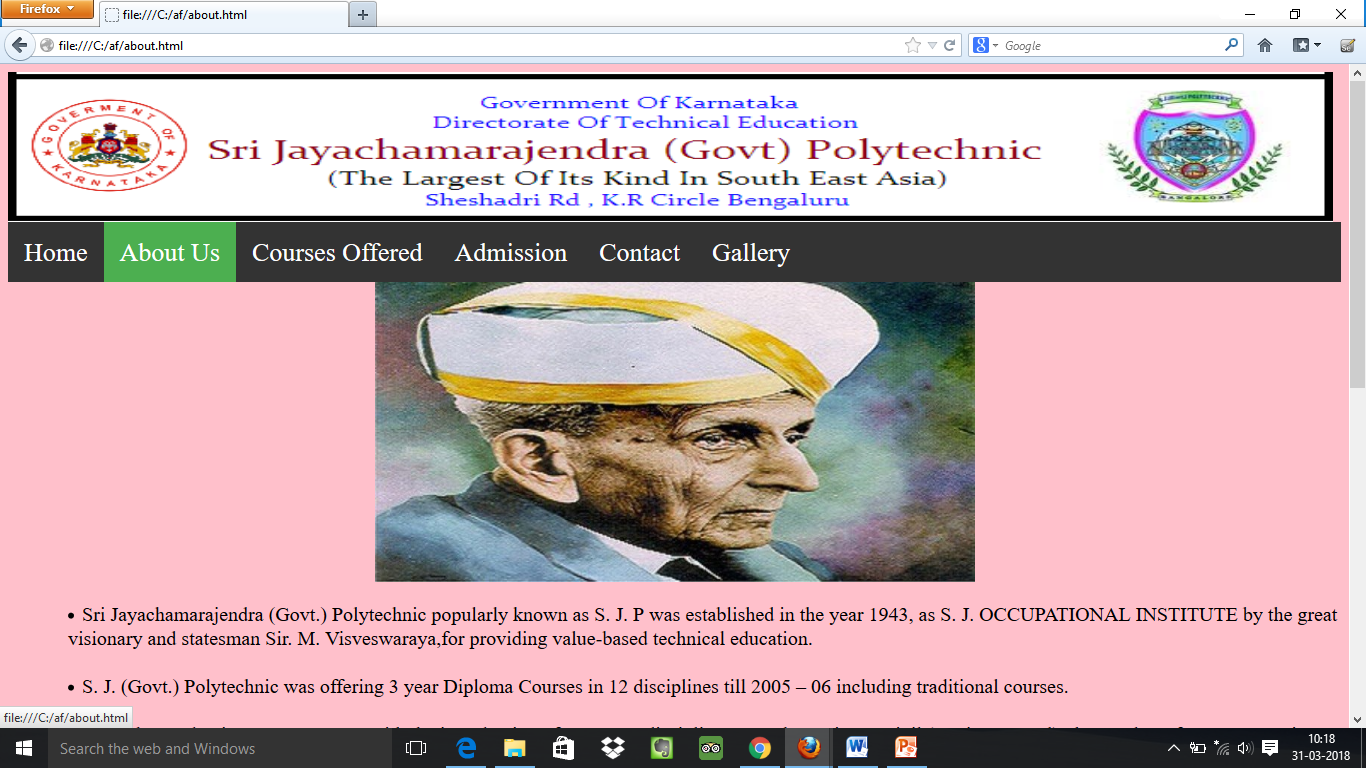 Firefox
file:///C:/af/about.html
file:///C:/af/about.html
Google
GOVERMENT OF KARNATAKA
Government Of Karnataka
Directorate Of Technical Education
Sri Jayachamarajendra (Govt) Polytechnic
(The Largest Of Its Kind In South East Asia)
Sheshadri Rd , K.R Circle Bengaluru
BANGALORE
Home About Us Courses Offered Admission Contact Gallery
• Sri Jayachamarajendra (Govt.) Polytechnic popularly known as S. J. P was established in the year 1943, as S. J. OCCUPATIONAL INSTITUTE by the great
visionary and statesman Sir. M. Visveswaraya,for providing value-based technical education.
• S. J. (Govt.) Polytechnic was offering 3 year Diploma Courses in 12 disciplines till 2005 – 06 including traditional courses.
file:///C:/af/about.html
Search the web and Windows
10:18
31-03-2018